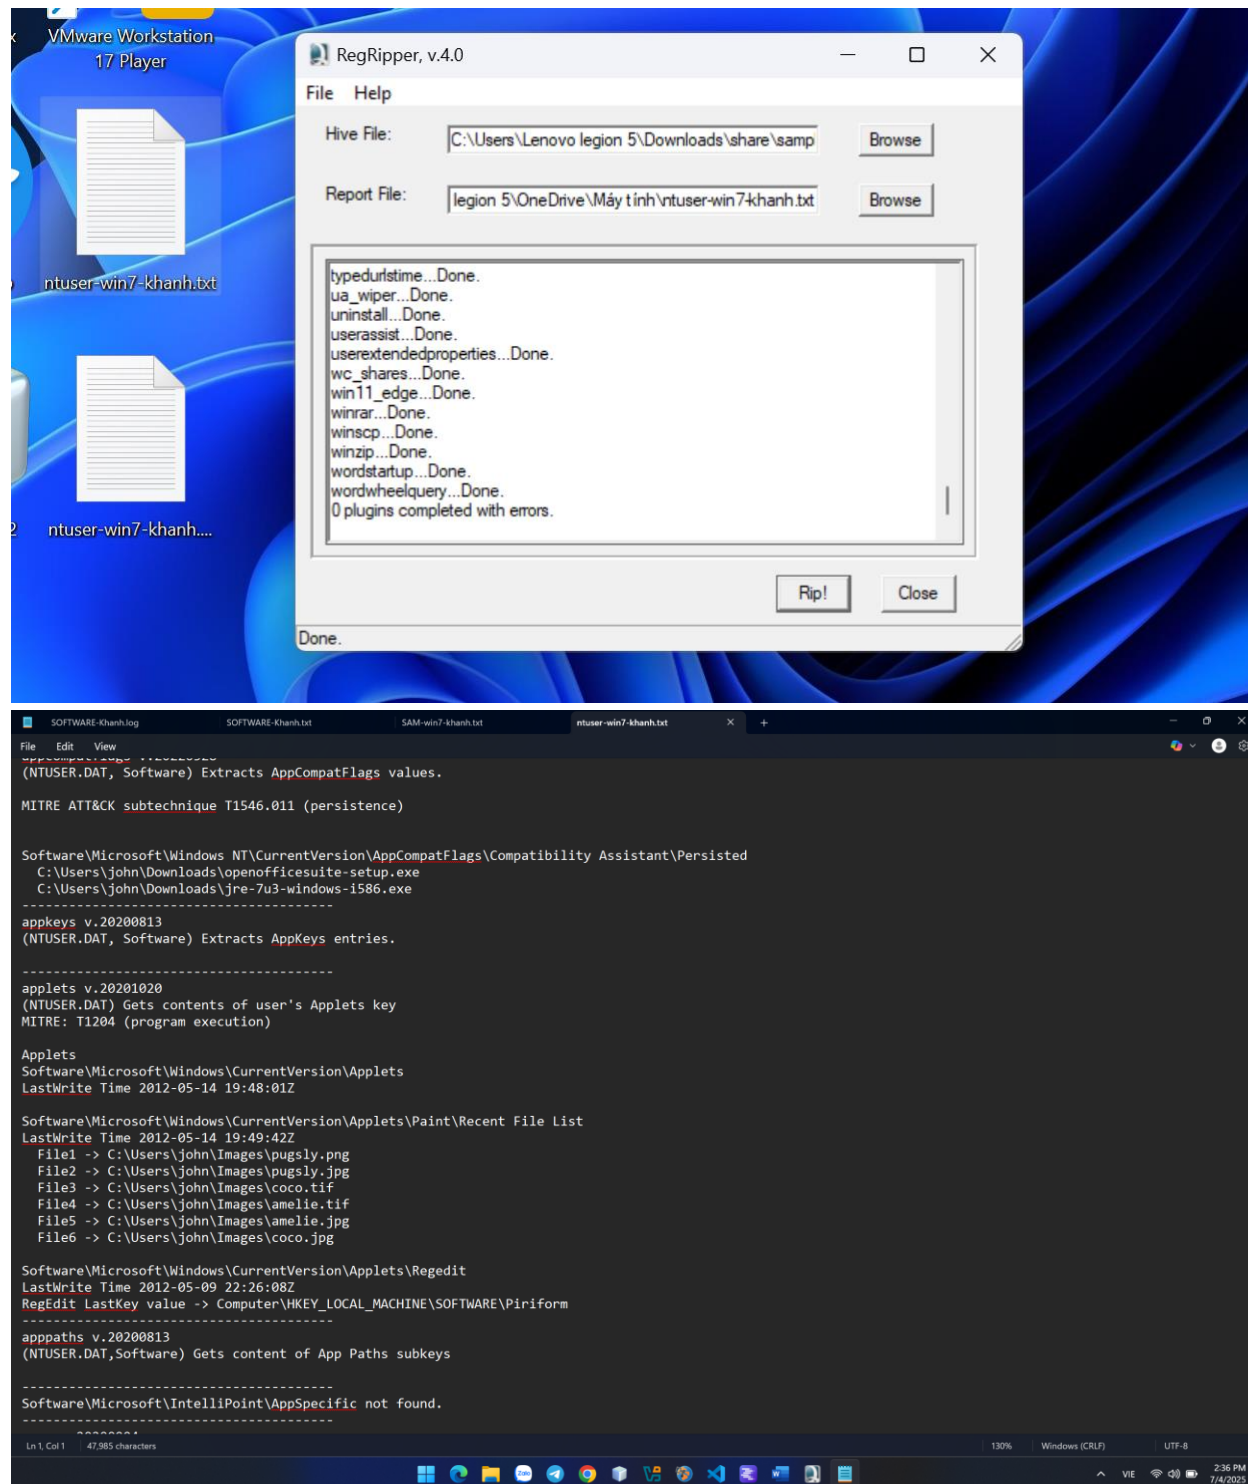 VMware Workstation
17 Player
ntuser-win7-khanh.txt
ntuser-win7-khanh....
RegRipper, v.4.0
File Help
Hive File: C:\Users\Lenovo legion 5\Downloads\share\samp Browse
Report File: legion 5\OneDrive\Máy tính\ntuser-win7-khanh.txt Browse
typedurlstime...Done.
ua_wiper...Done.
uninstall...Done.
userassist...Done.
userextendedproperties...Done.
wc_shares...Done.
win11_edge...Done.
winrar...Done.
winscp...Done.
winzip...Done.
wordstartup...Done.
wordwheelquery...Done.
0 plugins completed with errors.
Rip! Close
Done.
SOFTWARE-Khanh.log SOFTWARE-Khanh.txt SAM-win7-khanh.txt ntuser-win7-khanh.txt
File Edit View
(NTUSER.DAT, Software) Extracts AppCompatFlags values.
MITRE ATT&CK subtechnique T1546.011 (persistence)
Software\Microsoft\Windows NT\CurrentVersion\AppCompatFlags\Compatibility Assistant\Persisted
C:\Users\john\Downloads\openofficesuite-setup.exe
C:\Users\john\Downloads\jre-7u3-windows-i586.exe
----------------------------------------
appkeys v.20200813
(NTUSER.DAT, Software) Extracts AppKeys entries.
----------------------------------------
applets v.20201020
(NTUSER.DAT) Gets contents of user's Applets key
MITRE: T1204 (program execution)
Applets
Software\Microsoft\Windows\CurrentVersion\Applets
LastWrite Time 2012-05-14 19:48:01Z
Software\Microsoft\Windows\CurrentVersion\Applets\Paint\Recent File List
LastWrite Time 2012-05-14 19:49:42Z
File1 -> C:\Users\john\Images\pugsly.png
File2 -> C:\Users\john\Images\pugsly.jpg
File3 -> C:\Users\john\Images\coco.tif
File4 -> C:\Users\john\Images\amelie.tif
File5 -> C:\Users\john\Images\amelie.jpg
File6 -> C:\Users\john\Images\coco.jpg
Software\Microsoft\Windows\CurrentVersion\Applets\Regedit
LastWrite Time 2012-05-09 22:26:08Z
RegEdit LastKey value -> Computer\HKEY_LOCAL_MACHINE\SOFTWARE\Piriform
----------------------------------------
apppaths v.20200813
(NTUSER.DAT,Software) Gets content of App Paths subkeys
----------------------------------------
Software\Microsoft\IntelliPoint\AppSpecific not found.
----------------------------------------
Ln 1, Col 1 47,985 characters 130% Windows (CRLF) UTF-8
Zalo VIE 2:36 PM
7/4/2025